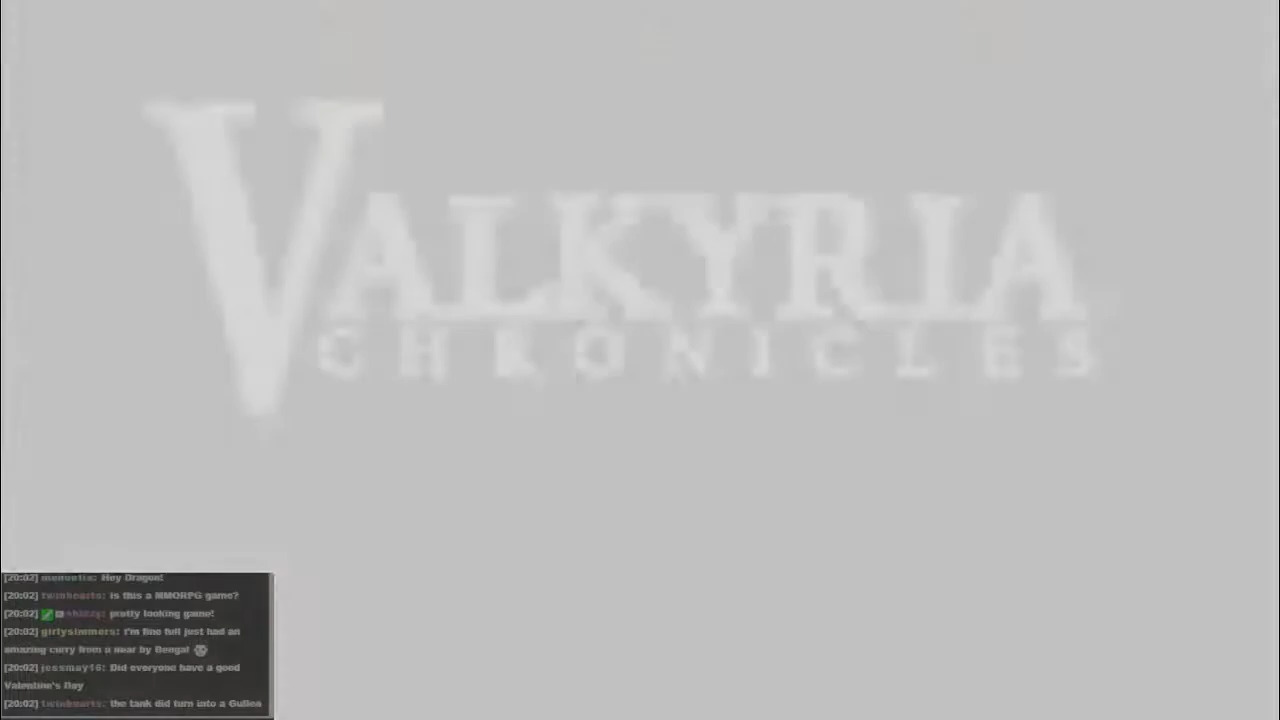 VALKYRIA
CHRONICLES
[20:02] Hey Dragon!
[20:02] twinhearts: is this a MMORPG game?
[20:02] pretty looking game!
[20:02] girlysimmers: I'm fine full just had an
amazing curry from a near by Bengal
[20:02] jessmay16: Did everyone have a good
Valentine's Day
[20:02] twinhearts: the tank did turn into a